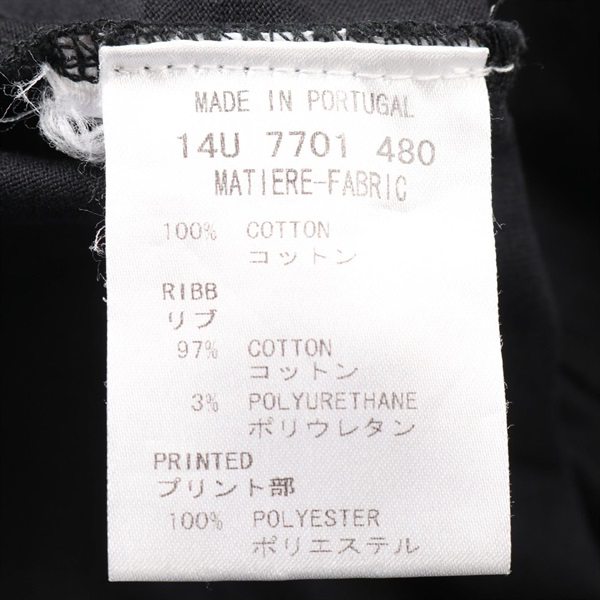 MADE IN PORTUGAL
14U 7701 480
MATIERE-FABRIC
100% COTTON
コットン
RIBB
リブ
97% COTTON
コットン
3% POLYURETHANE
ポリウレタン
PRINTED
プリント部
100% POLYESTER
ポリエステル